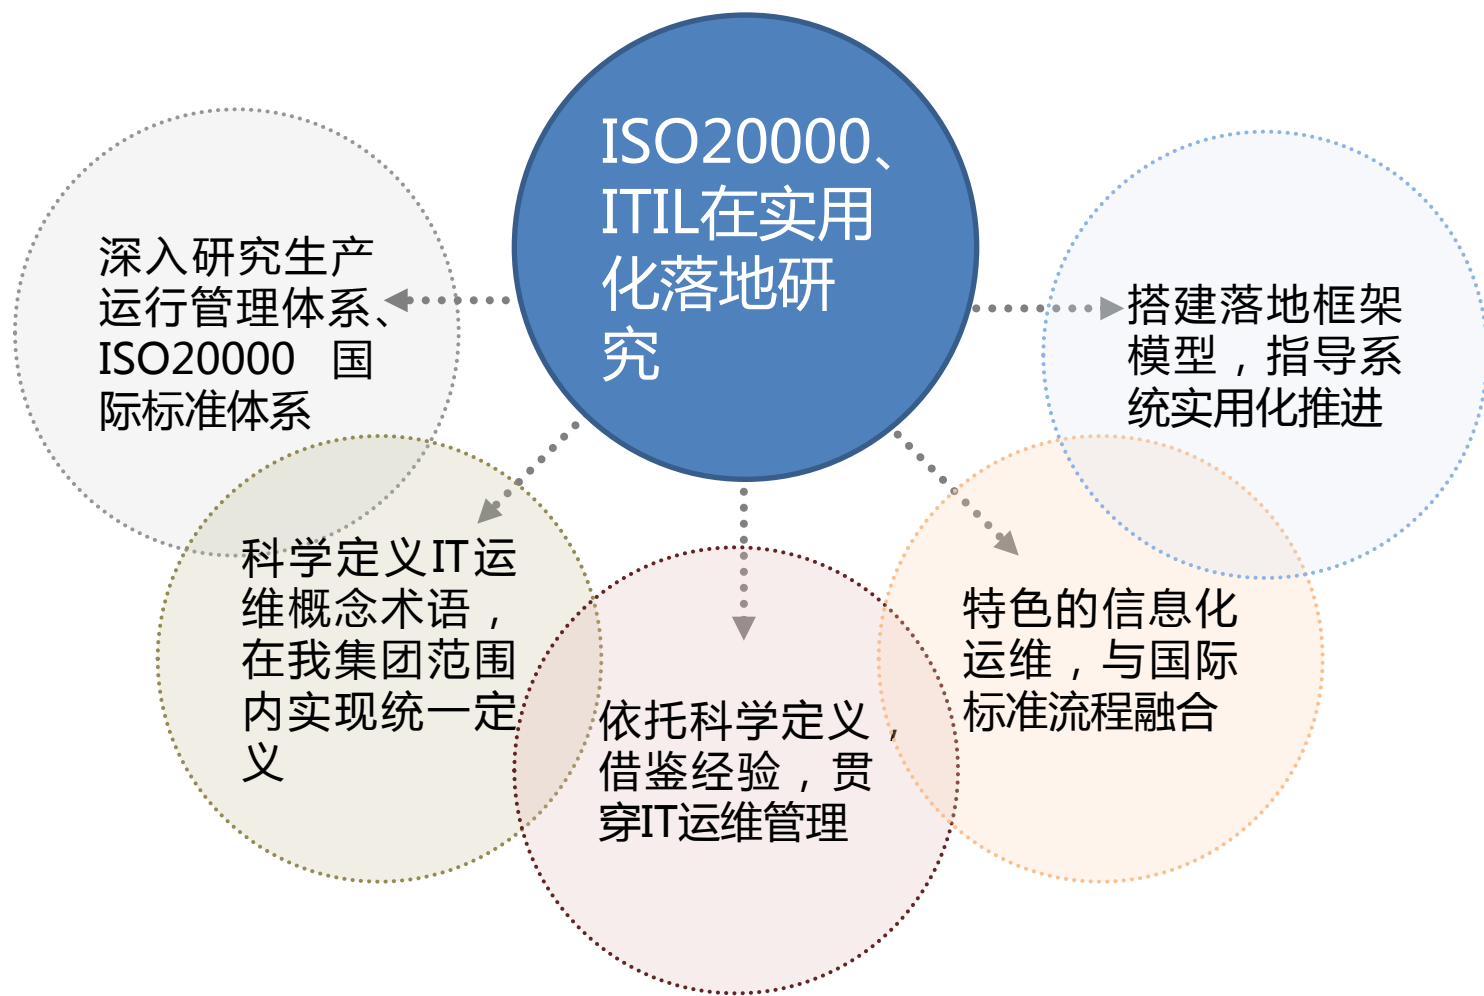 ISO20000、
ITIL在实用
化落地研
究
深入研究生产
运行管理体系、
ISO20000 国
际标准体系
科学定义IT运
维概念术语，
在我集团范围
内实现统一定
义
依托科学定义，
借鉴经验，贯
穿IT运维管理
特色的信息化
运维，与国际
标准流程融合
搭建落地框架
模型，指导系
统实用化推进